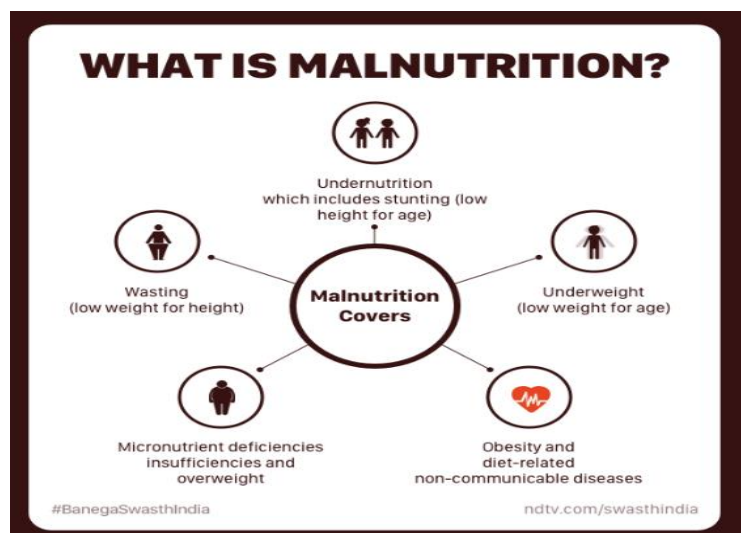 WHAT IS MALNUTRITION?
Undernutrition
which includes stunting (low
height for age)
Wasting
(low weight for height)
Malnutrition
Covers
Underweight
(low weight for age)
Micronutrient deficiencies
insufficiencies and
overweight
Obesity and
diet-related
non-communicable diseases
#BanegaSwasthIndia
ndtv.com/swasthindia